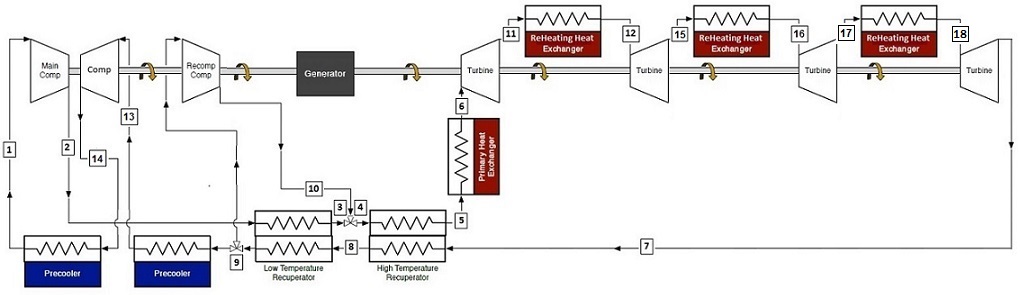 11
ReHeating Heat
Exchanger
12
15
ReHeating Heat
Exchanger
16
17
ReHeating Heat
Exchanger
18
Main
Comp
Comp
Recomp
Comp
Generator
Turbine
Turbine
Turbine
Turbine
6
13
1
2
14
Primary Heat
Exchanger
10
3
4
5
Precooler
Precooler
9
8
7
Low Temperature
Recuperator
High Temperature
Recuperator